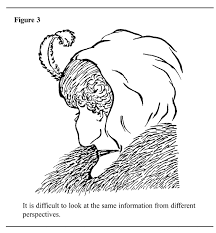 Figure 3
It is difficult to look at the same information from different
perspectives.